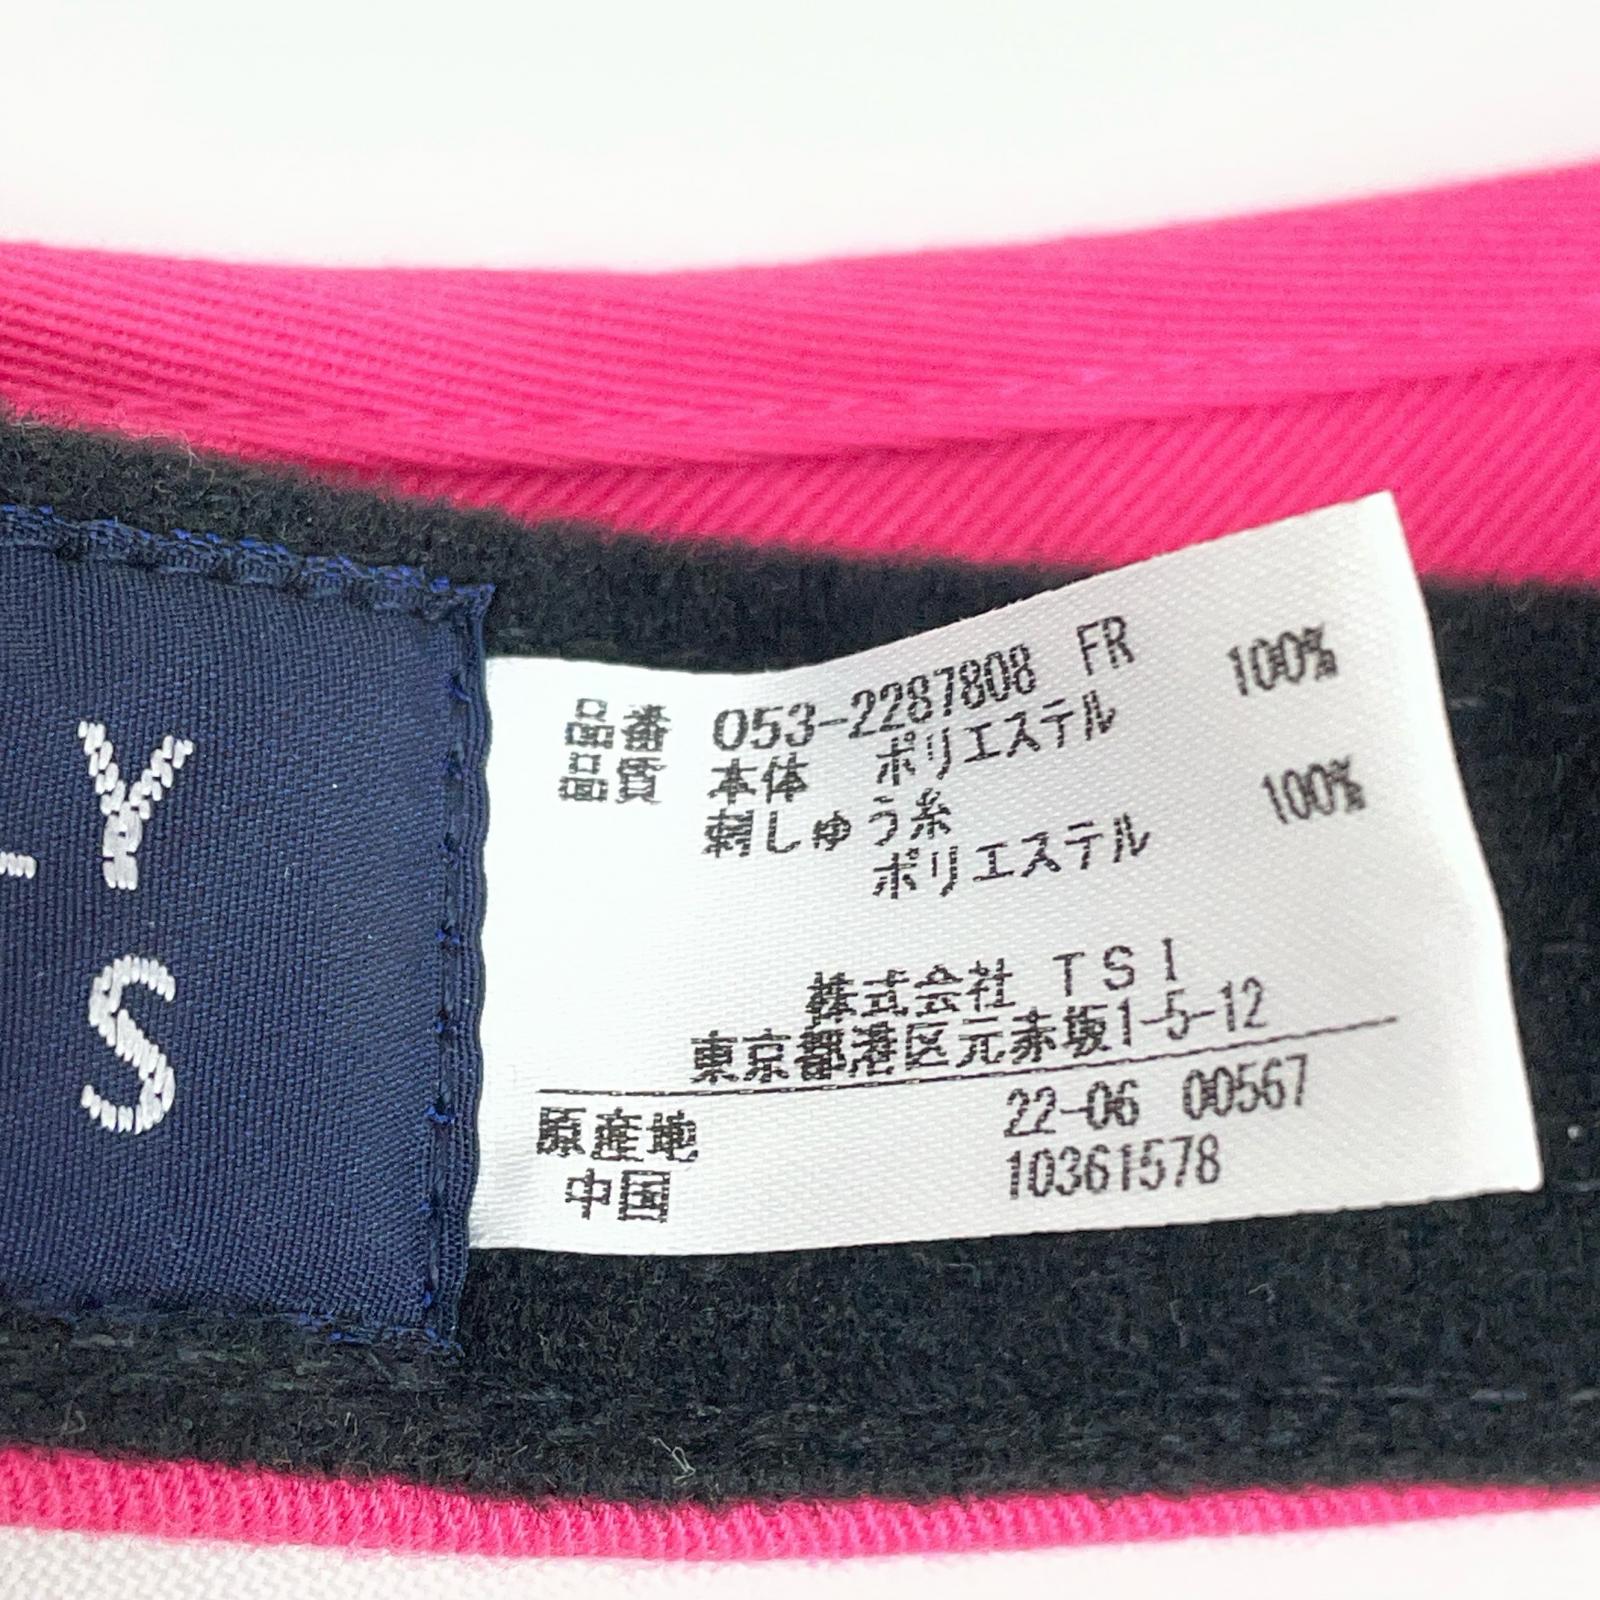 Y
S
品番 053-2287808 FR
品質 本体 ポリエステル 100%
刺しゅう糸
ポリエステル 100%
株式会社 TSI
東京都港区元赤坂1-5-12
原産地 22-06 00567
中国 10361578